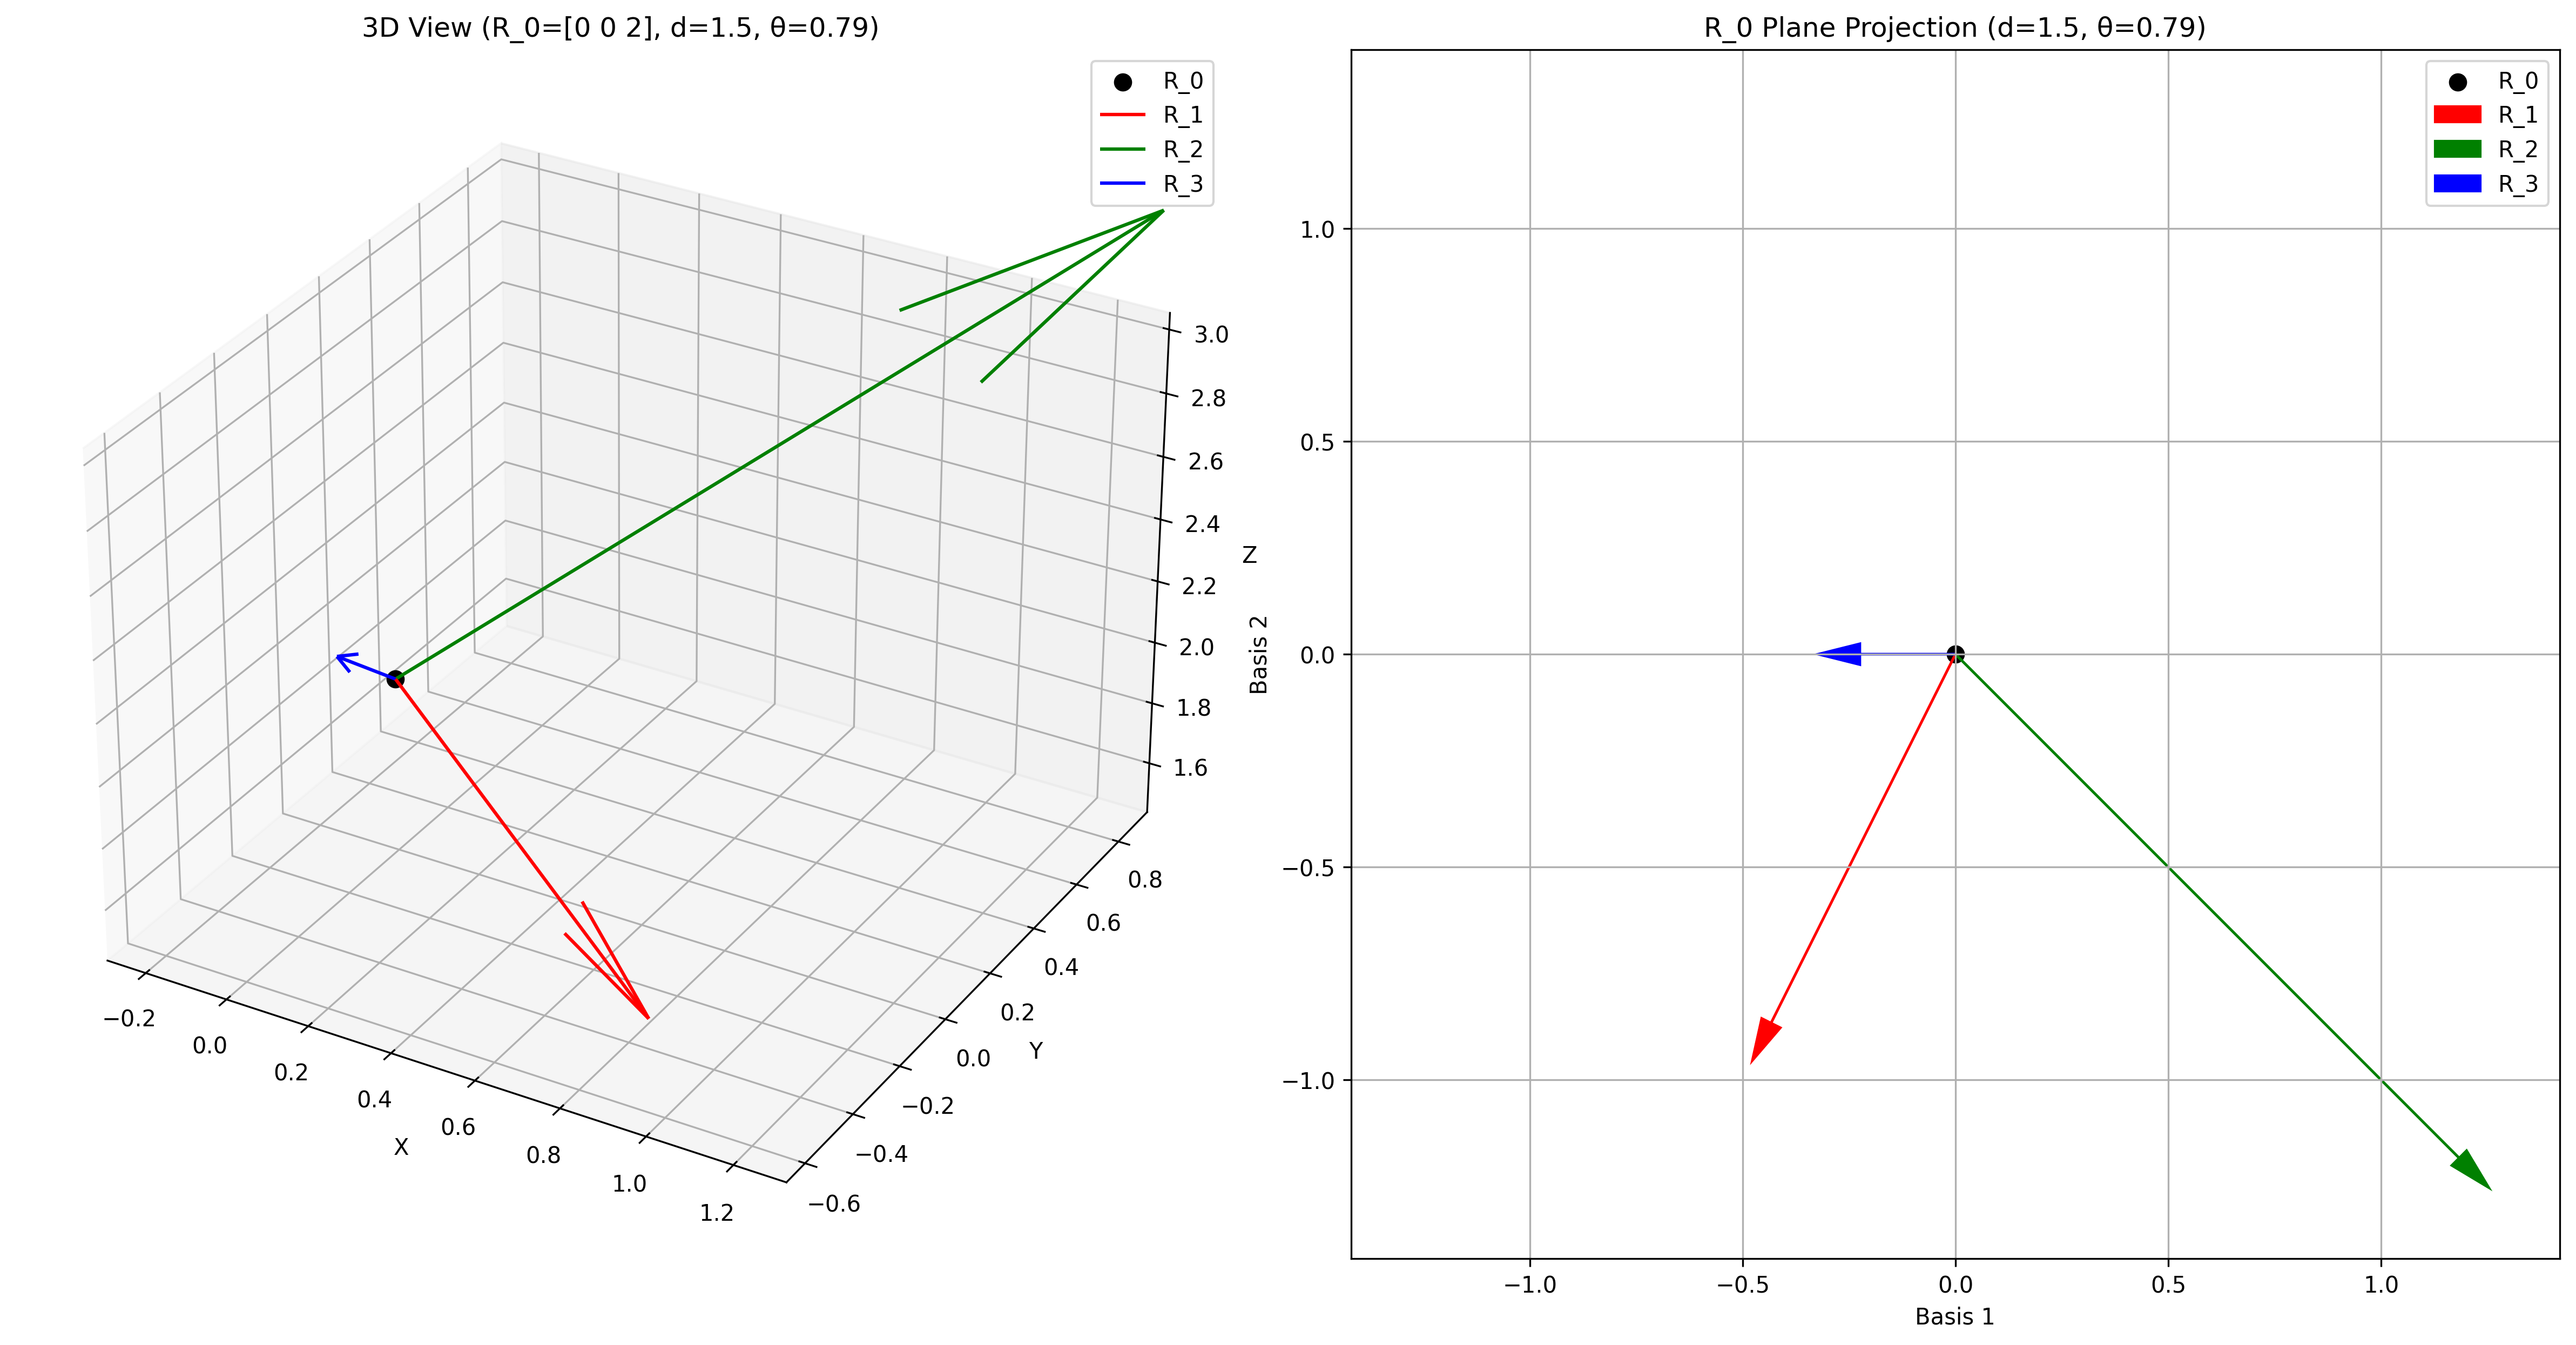 3D View (R_0=[0 0 2], d=1.5, θ=0.79)
R_0
R_1
R_2
R_3
3.0
2.8
2.6
2.4
2.2
2.0
1.8
1.6
Z
−0.2
0.0
0.2
0.4
0.6
0.8
1.0
1.2
X
0.8
0.6
0.4
0.2
0.0
−0.2
−0.4
−0.6
Y
R_0 Plane Projection (d=1.5, θ=0.79)
R_0
R_1
R_2
R_3
1.0
0.5
0.0
−0.5
−1.0
Basis 2
−1.0
−0.5
0.0
0.5
1.0
Basis 1